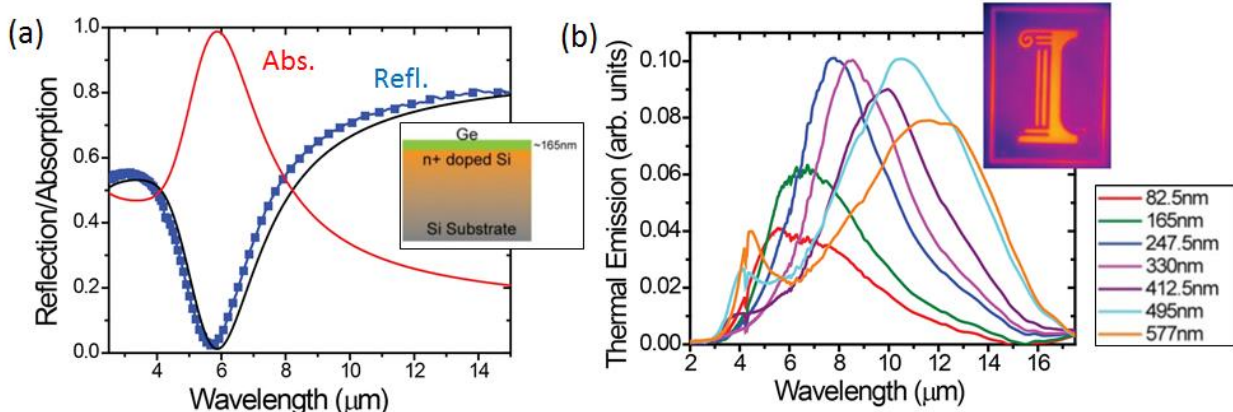 (a)
1.0
0.8
0.6
0.4
0.2
0.0
Reflection/Absorption
4 6 8 10 12 14
Wavelength (μm)
Abs.
Refl.
Ge
~165nm
n+ doped Si
Si Substrate
(b)
0.10
0.08
0.06
0.04
0.02
0.00
Thermal Emission (arb. units)
2 4 6 8 10 12 14 16
Wavelength (μm)
82.5nm
165nm
247.5nm
330nm
412.5nm
495nm
577nm